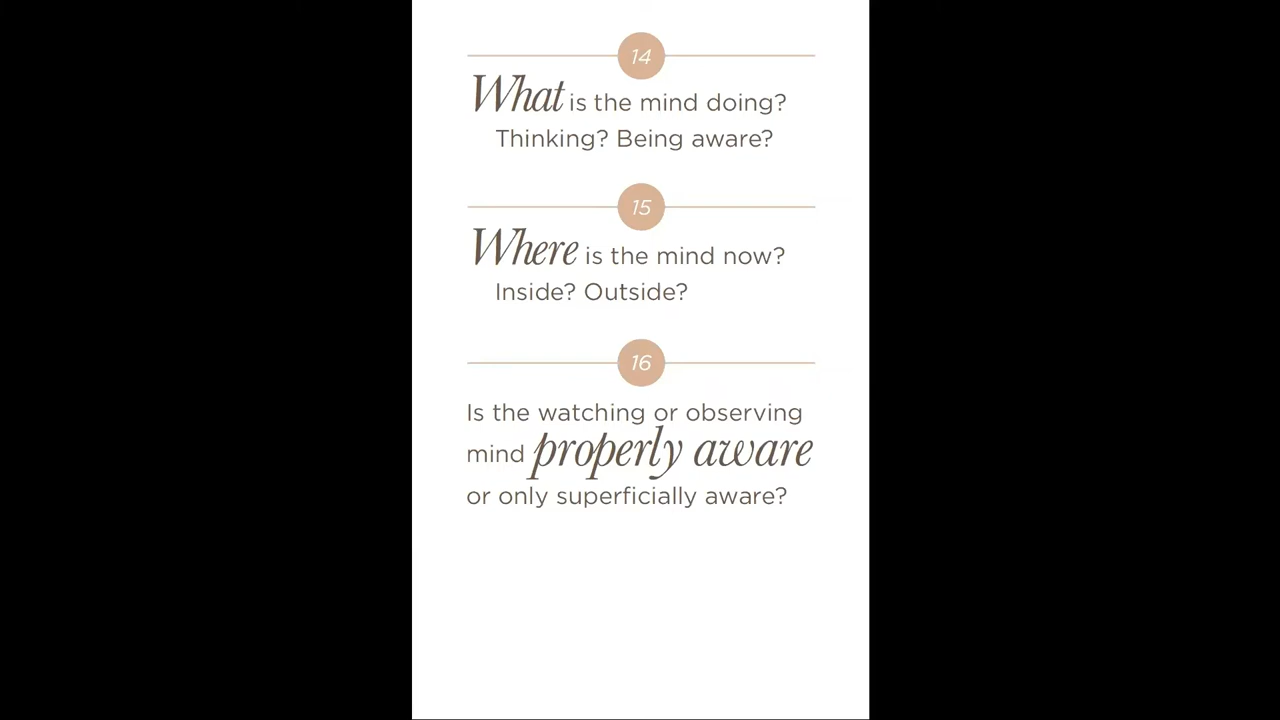 14
What is the mind doing?
Thinking? Being aware?
15
Where is the mind now?
Inside? Outside?
16
Is the watching or observing
mind properly aware
or only superficially aware?